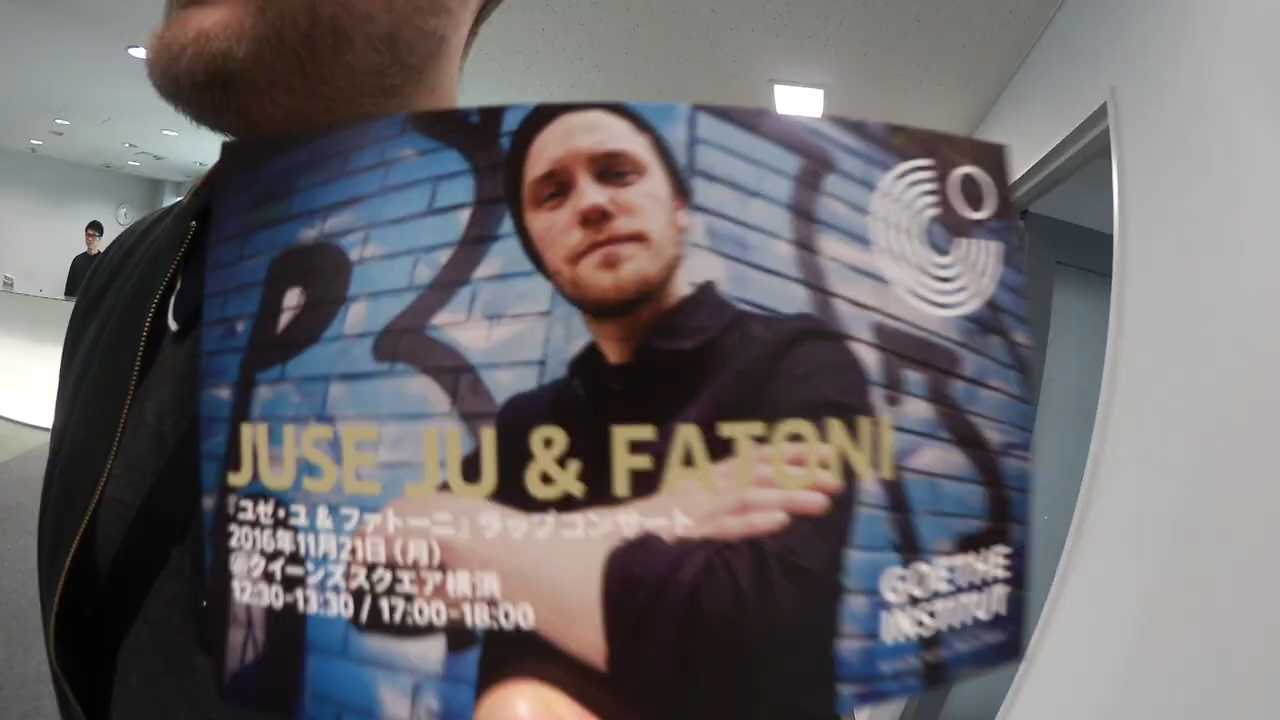 JUSE JU & FATONI
『ユゼ・ユ & ファトーニ』 ラップコンサート
2016年11月21日 (月)
@クイーンズスクエア横浜
12:30-13:30 / 17:00-18:00
GOETHE
INSTITUT